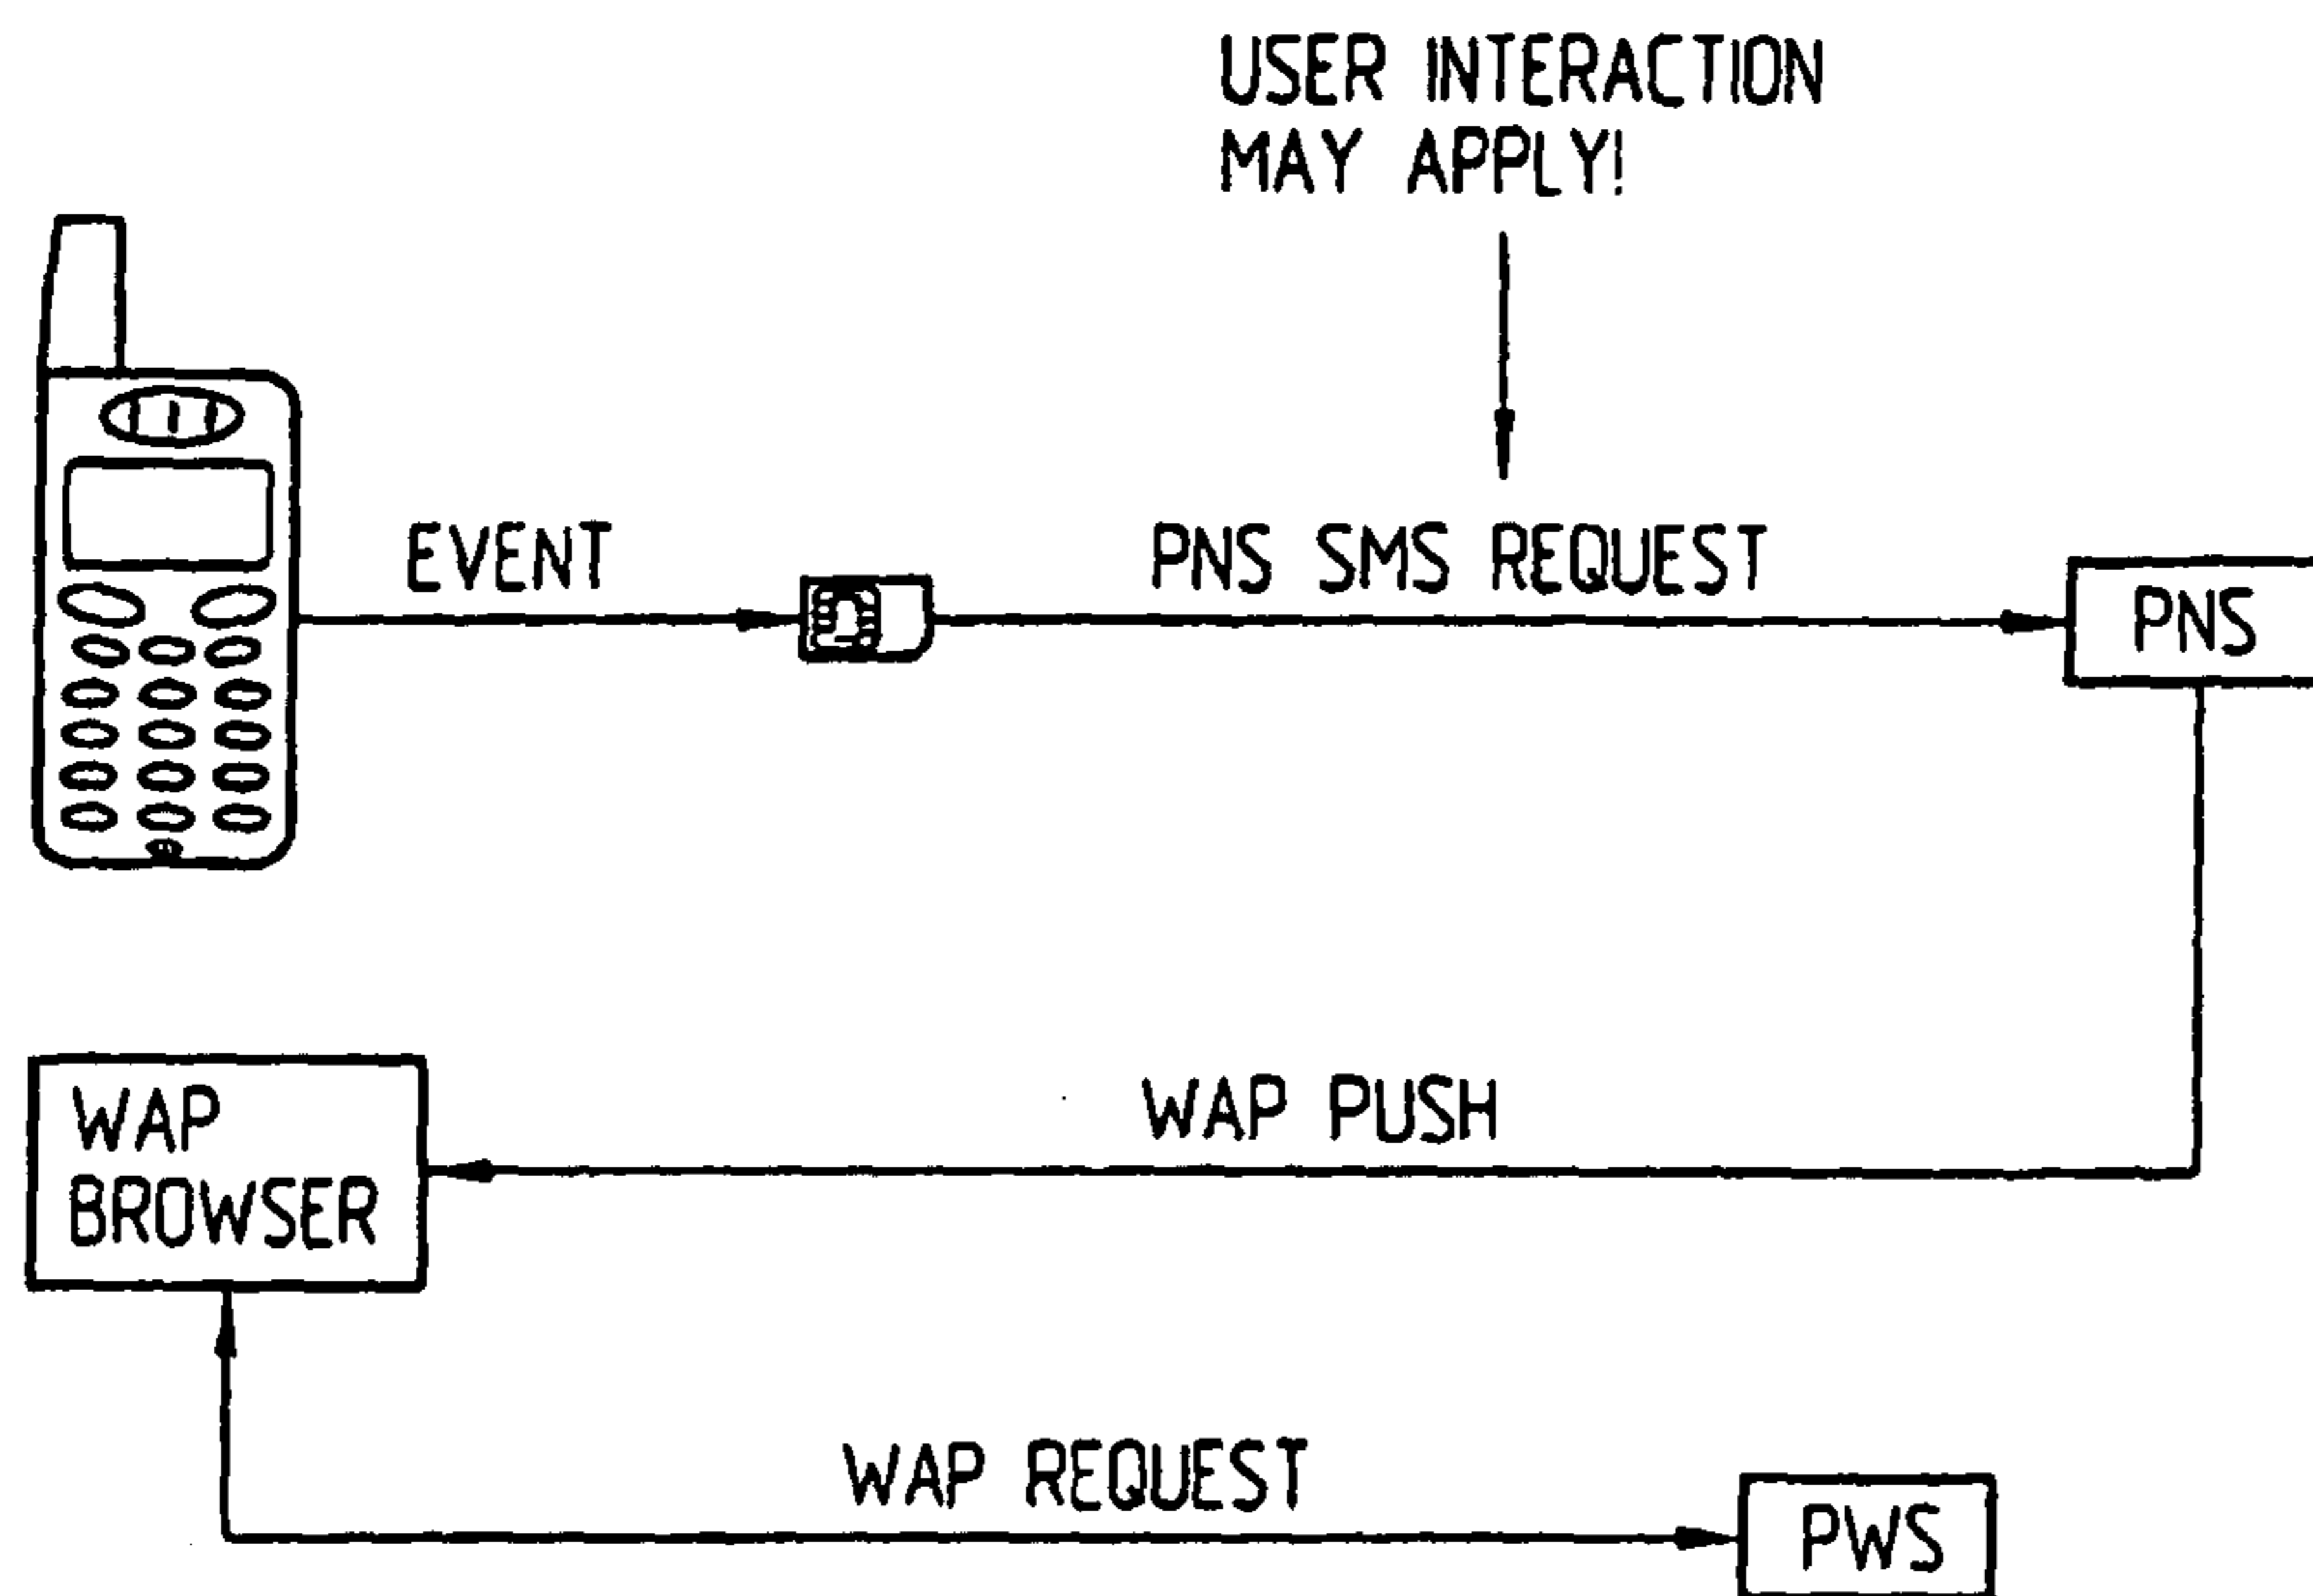 USER INTERACTION
MAY APPLY!
EVENT
PNS SMS REQUEST
PNS
WAP
BROWSER
WAP PUSH
WAP REQUEST
PWS